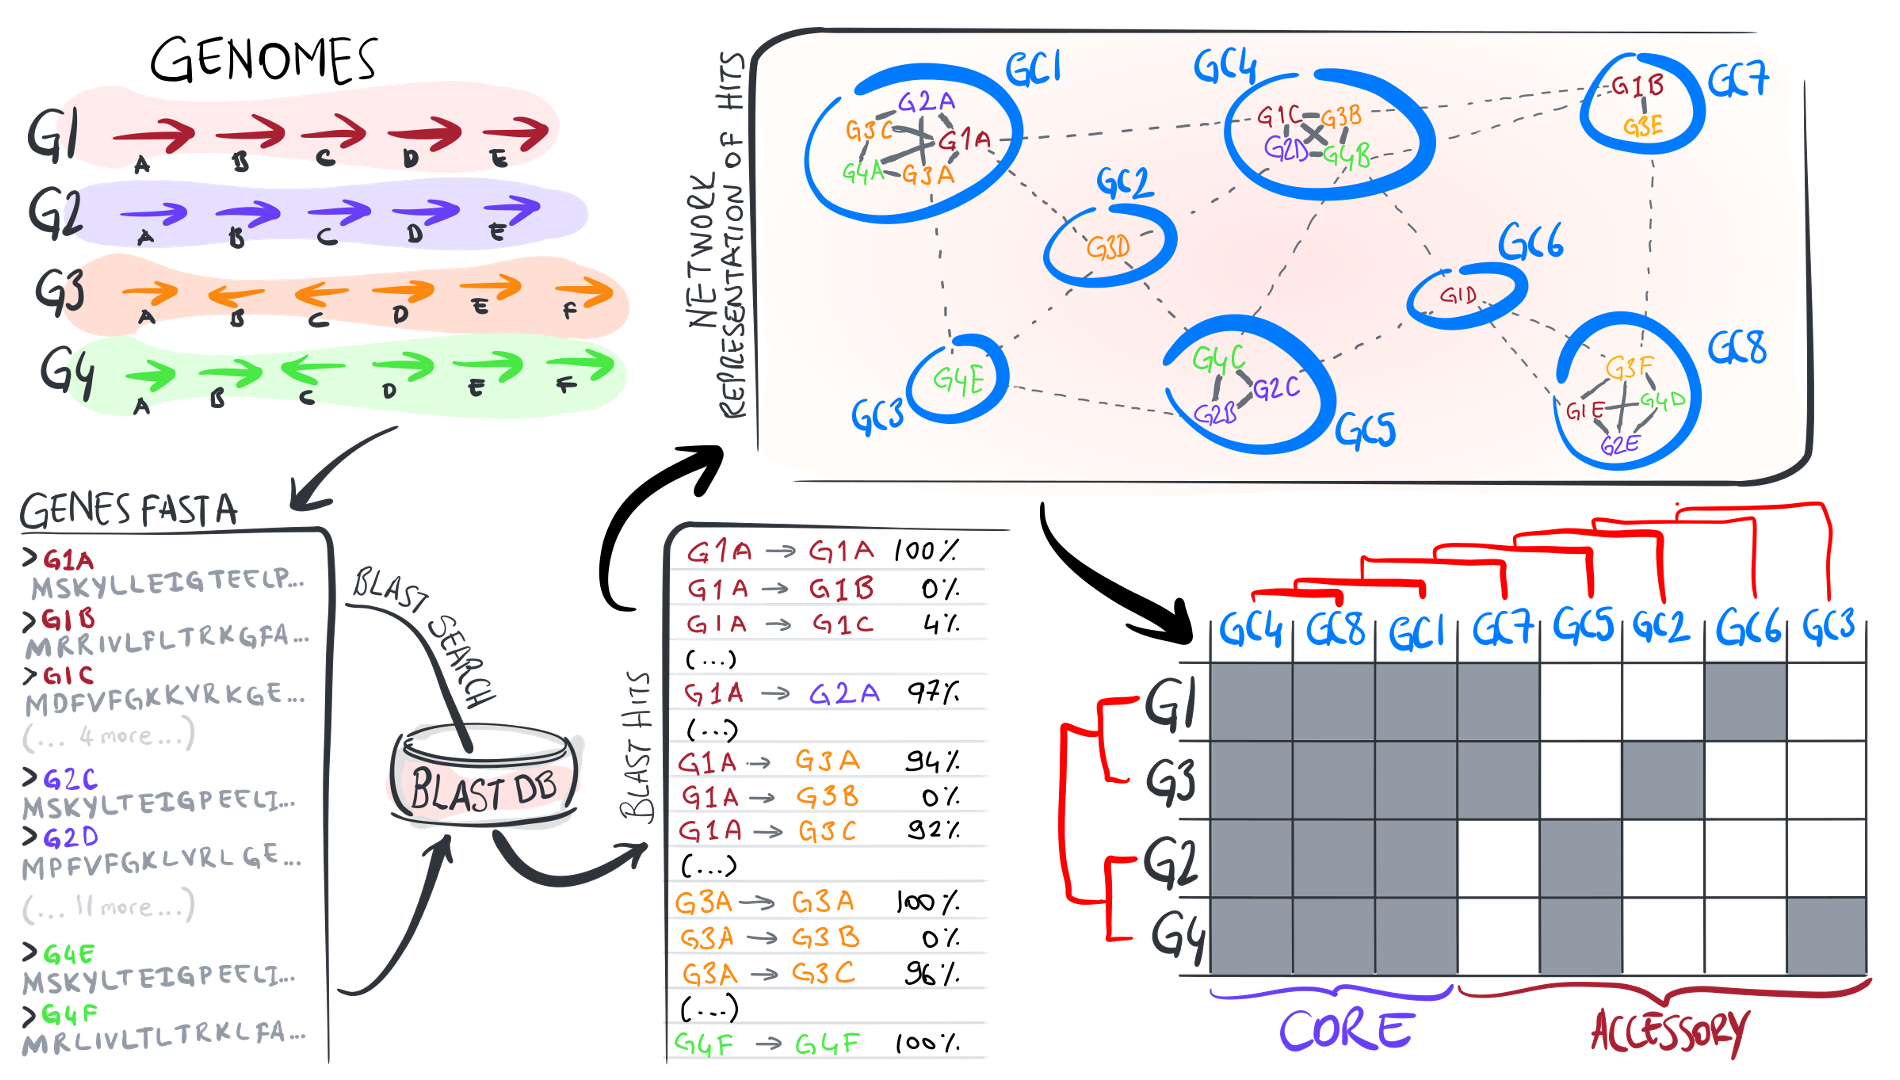 GENOMES
G1
A B C D E
G2
A B C D E
G3
A B C D E F
G4
A B C D E F
GENES FASTA
>G1A
MSKYLLEIGTEELP...
>G1B
MRRIVLFLTRKGFA...
>G1C
MDFVFGKKVRKGE...
(... 4 more...)
>G2C
MSKYLTEIGPEELI...
>G2D
MPFVFGKLVRLGE...
(... 11 more...)
>G4E
MSKYLTEIGPEELI...
>G4F
MRLIVLTLTRKLFA...
BLAST SEARCH
BLAST DB
BLAST HITS
G1A → G1A 100%
G1A → G1B 0%
G1A → G1C 4%
(...)
G1A → G2A 97%
(...)
G1A → G3A 94%
G1A → G3B 0%
G1A → G3C 92%
(...)
G3A → G3A 100%
G3A → G3B 0%
G3A → G3C 96%
(...)
G4F → G4F 100%
NETWORK
REPRESENTATION OF HITS
GC1
G2A
G3C
G1A
G4A
G3A
GC4
G1C
G3B
G2D
G4B
GC7
G1B
G3E
GC2
G3D
GC6
G1D
GC3
G4E
GC5
G4C
G2C
G2B
GC8
G3F
G1E
G4D
G2E
GC4 GC8 GC1 GC7 GC5 GC2 GC6 GC3
G1
G3
G2
G4
CORE
ACCESSORY